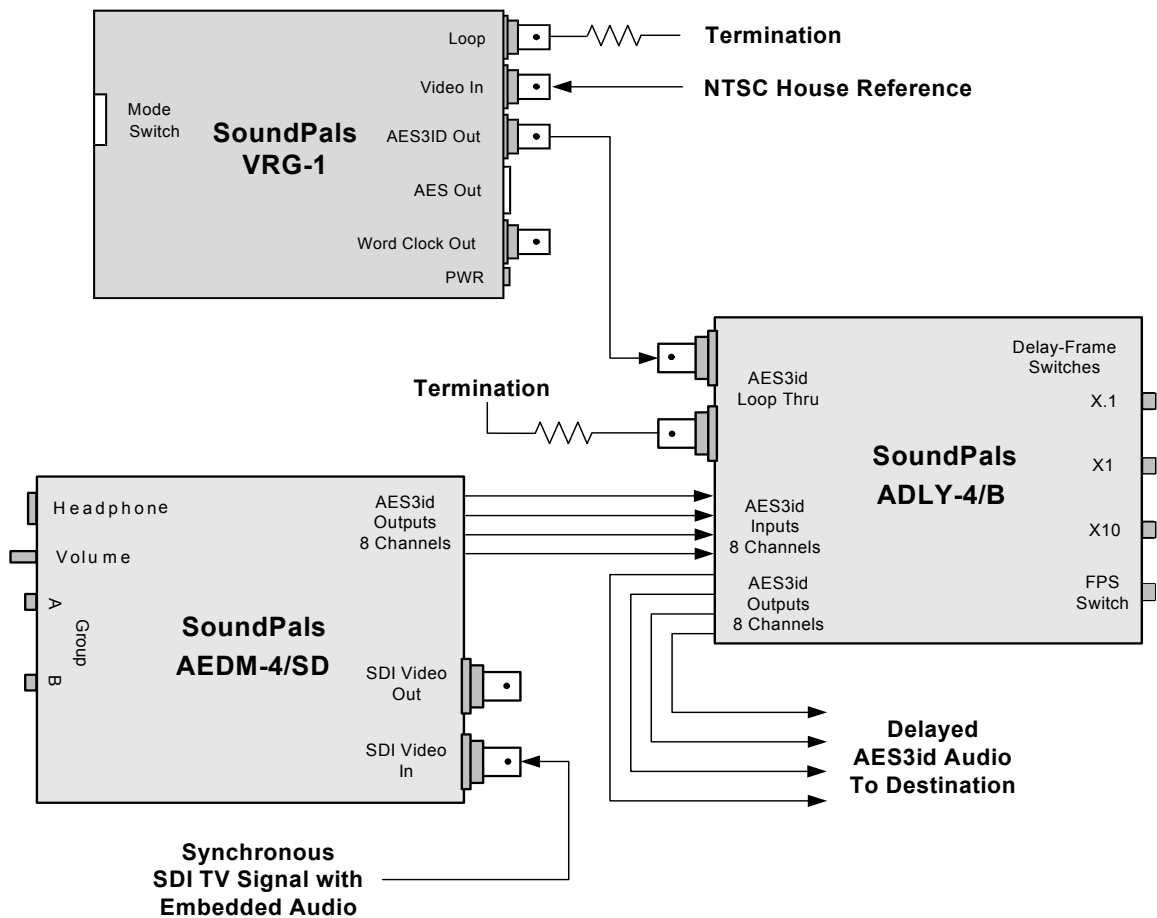 Loop
Termination
Video In
NTSC House Reference
Mode
Switch
SoundPals
VRG-1
AES3ID Out
AES Out
Word Clock Out
PWR
AES3id
Loop Thru
Delay-Frame
Switches
X.1
Termination
SoundPals
ADLY-4/B
X1
X10
FPS
Switch
AES3id
Inputs
8 Channels
AES3id
Outputs
8 Channels
Headphone
Volume
A
Group
B
AES3id
Outputs
8 Channels
SoundPals
AEDM-4/SD
SDI Video
Out
SDI Video
In
Delayed
AES3id Audio
To Destination
Synchronous
SDI TV Signal with
Embedded Audio